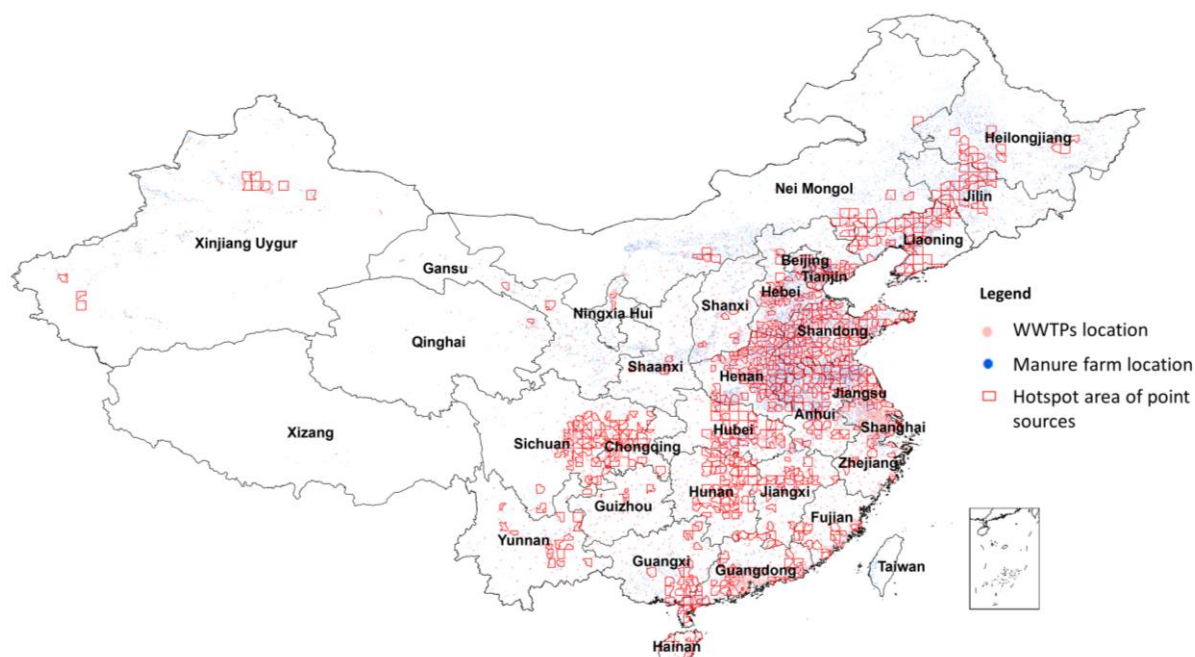 Heilongjiang
Nei Mongol
Jilin
Xinjiang Uygur
Liaoning
Gansu
Beijing
Tianjin
Hebei
Ningxia Hui
Shanxi
Qinghai
Shandong
Shaanxi
Henan
Jiangsu
Anhui
Xizang
Sichuan
Chongqing
Hubei
Shanghai
Zhejiang
Hunan
Jiangxi
Guizhou
Fujian
Yunnan
Guangxi
Guangdong
Taiwan
Hainan
Legend
WWTPs location
Manure farm location
Hotspot area of point
sources